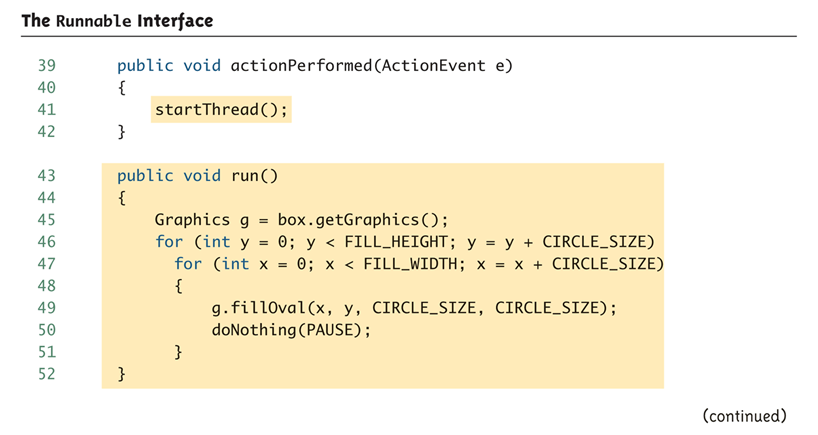 The Runnable Interface
39 public void actionPerformed(ActionEvent e)
40 {
41 startThread();
42 }
43 public void run()
44 {
45 Graphics g = box.getGraphics();
46 for (int y = 0; y < FILL_HEIGHT; y = y + CIRCLE_SIZE)
47 for (int x = 0; x < FILL_WIDTH; x = x + CIRCLE_SIZE)
48 {
49 g.fillOval(x, y, CIRCLE_SIZE, CIRCLE_SIZE);
50 doNothing(PAUSE);
51 }
52 }
(continued)